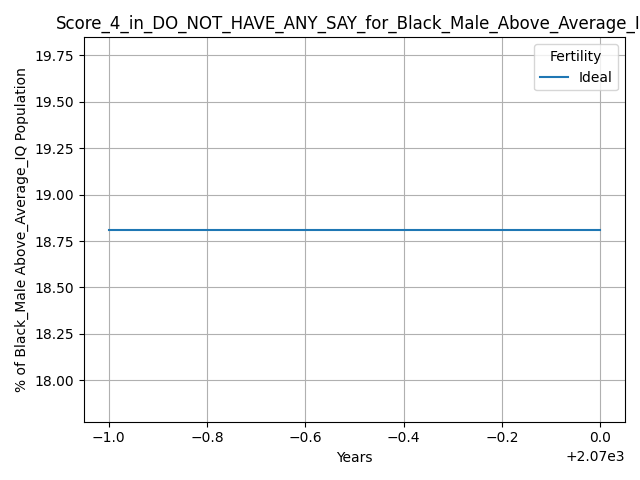 Score_4_in_DO_NOT_HAVE_ANY_SAY_for_Black_Male_Above_Average_I
Fertility
Ideal
% of Black_Male Above_Average_IQ Population
19.75
19.50
19.25
19.00
18.75
18.50
18.25
18.00
−1.0
−0.8
−0.6
−0.4
−0.2
0.0
+2.07e3
Years